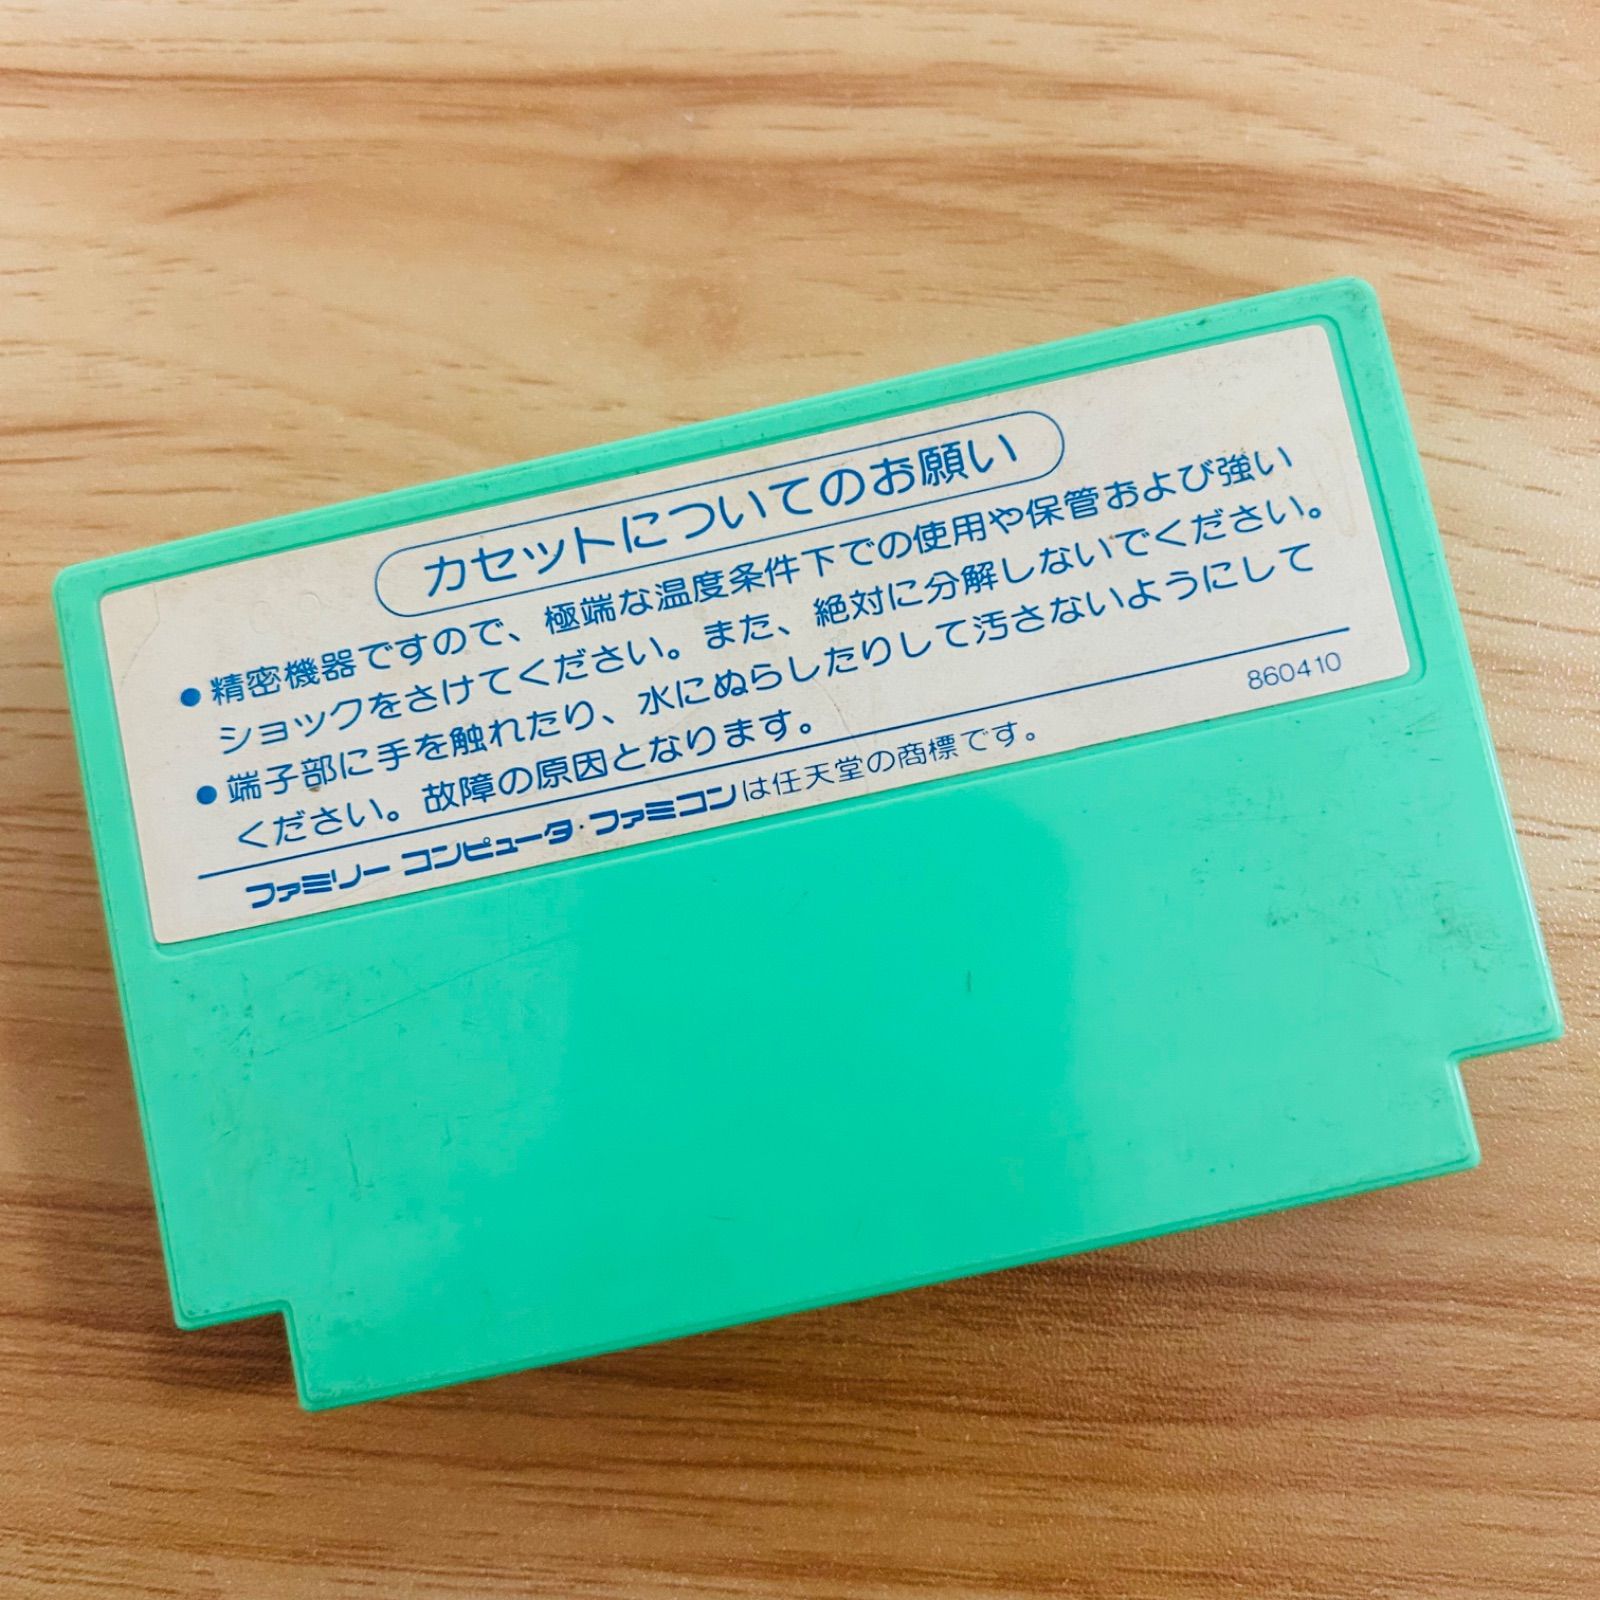 カセットについてのお願い
●精密機器ですので、極端な温度条件下での使用や保管および強い
ショックをさけてください。また、絶対に分解しないでください。
●端子部に手を触れたり、水にぬらしたりして汚さないようにして
ください。故障の原因となります。
860410
ファミリー コンピュータ・ファミコンは任天堂の商標です。